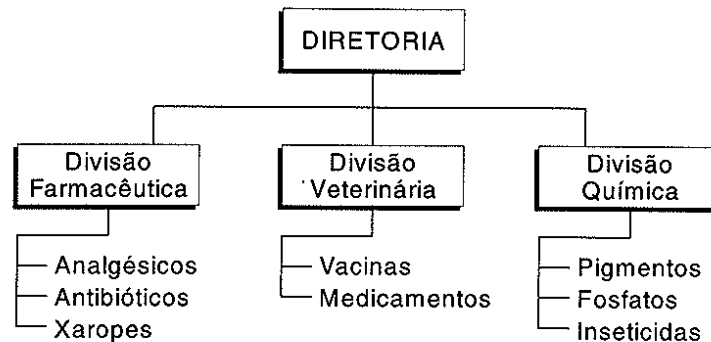 DIRETORIA
Divisão
Farmacêutica
Analgésicos
Antibióticos
Xaropes
Divisão
Veterinária
Vacinas
Medicamentos
Divisão
Química
Pigmentos
Fosfatos
Inseticidas